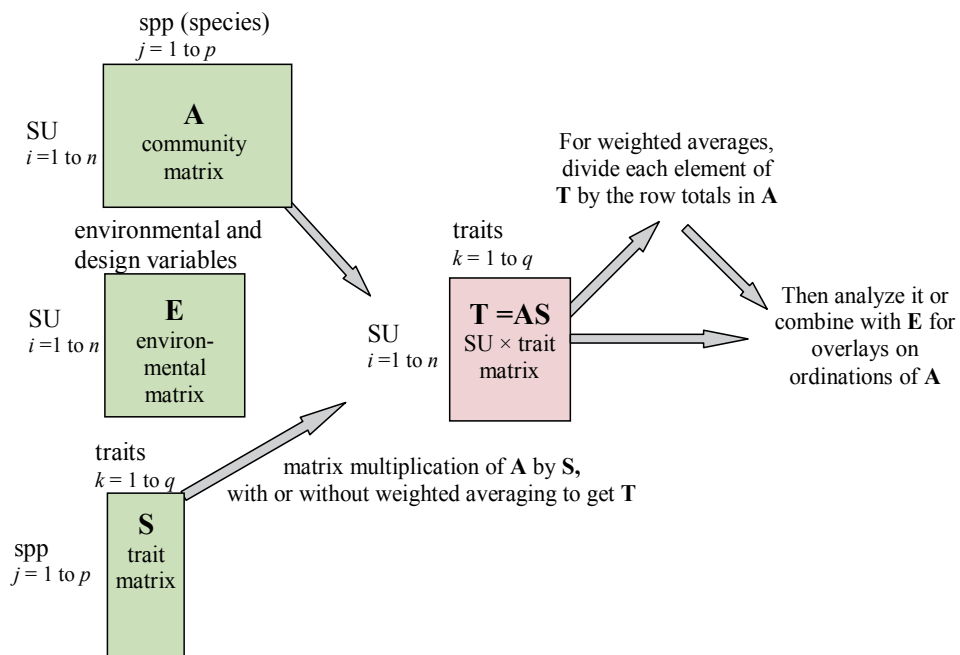 spp (species)
j = 1 to p
SU
i =1 to n
A
community
matrix
environmental and
design variables
SU
i =1 to n
E
environ-
mental
matrix
traits
k = 1 to q
spp
j = 1 to p
S
trait
matrix
matrix multiplication of A by S,
with or without weighted averaging to get T
traits
k = 1 to q
SU
i =1 to n
T =AS
SU × trait
matrix
For weighted averages,
divide each element of
T by the row totals in A
Then analyze it or
combine with E for
overlays on
ordinations of A